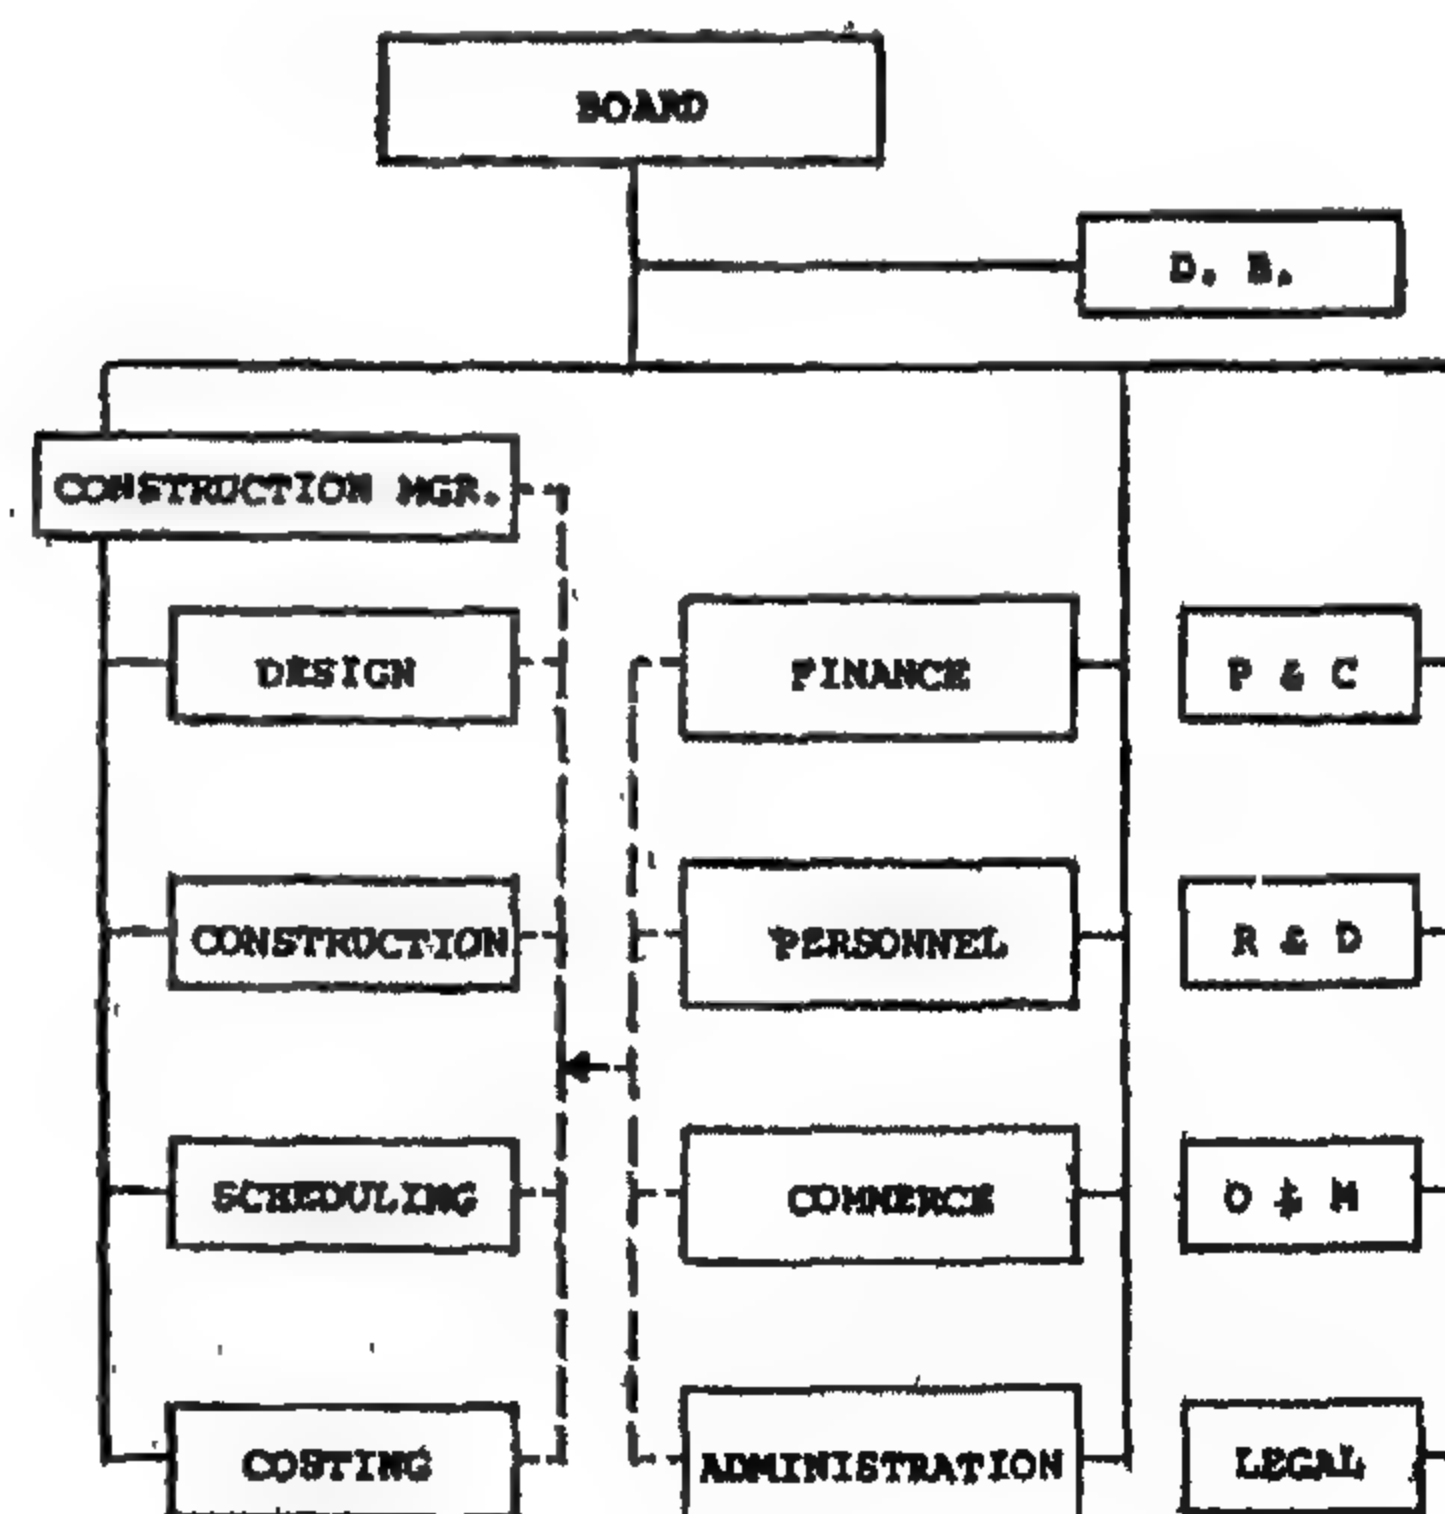 BOARD
D. B.
CONSTRUCTION MGR.
DESIGN
FINANCE
P & C
CONSTRUCTION
PERSONNEL
R & D
SCHEDULING
COMMERCE
O & M
COSTING
ADMINISTRATION
LEGAL